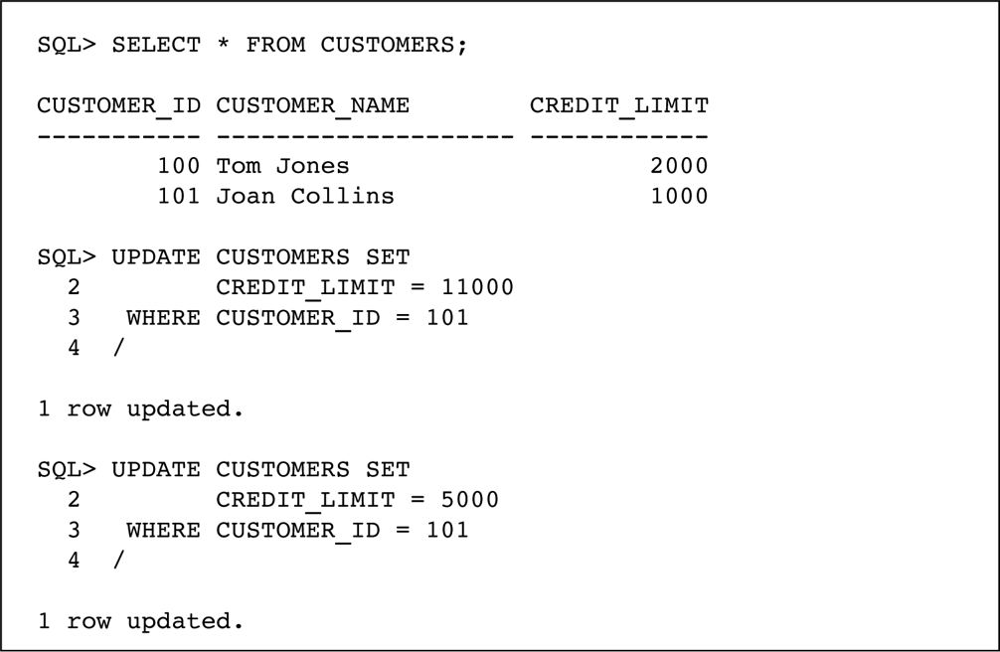 SQL> SELECT * FROM CUSTOMERS;
CUSTOMER_ID CUSTOMER_NAME        CREDIT_LIMIT
----------- -------------------- ------------
        100 Tom Jones                    2000
        101 Joan Collins                 1000
SQL> UPDATE CUSTOMERS SET
  2         CREDIT_LIMIT = 11000
  3   WHERE CUSTOMER_ID = 101
  4  /
1 row updated.
SQL> UPDATE CUSTOMERS SET
  2         CREDIT_LIMIT = 5000
  3   WHERE CUSTOMER_ID = 101
  4  /
1 row updated.